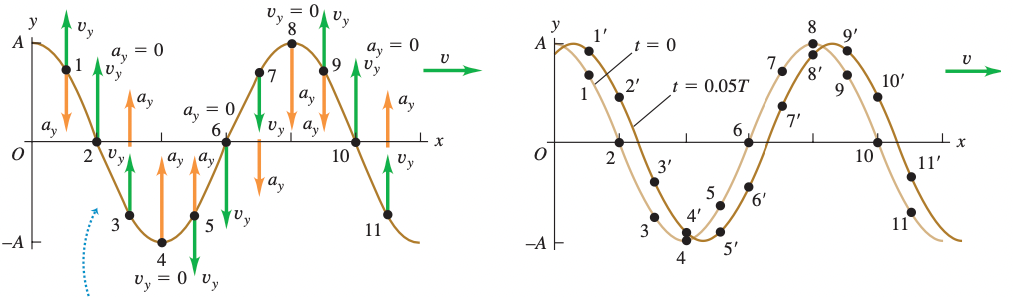 y
A
O
–A
x
v
1
a_y
v_y
2
a_y = 0
v_y
3
v_y
a_y
4
v_y = 0
a_y
5
a_y
v_y
6
a_y = 0
v_y
7
v_y
a_y
8
v_y = 0
a_y
9
v_y
a_y
10
a_y = 0
v_y
11
a_y
v_y
y
A
O
–A
x
v
t = 0
t = 0.05T
1
1′
2
2′
3
3′
4
4′
5
5′
6
6′
7
7′
8
8′
9
9′
10
10′
11
11′